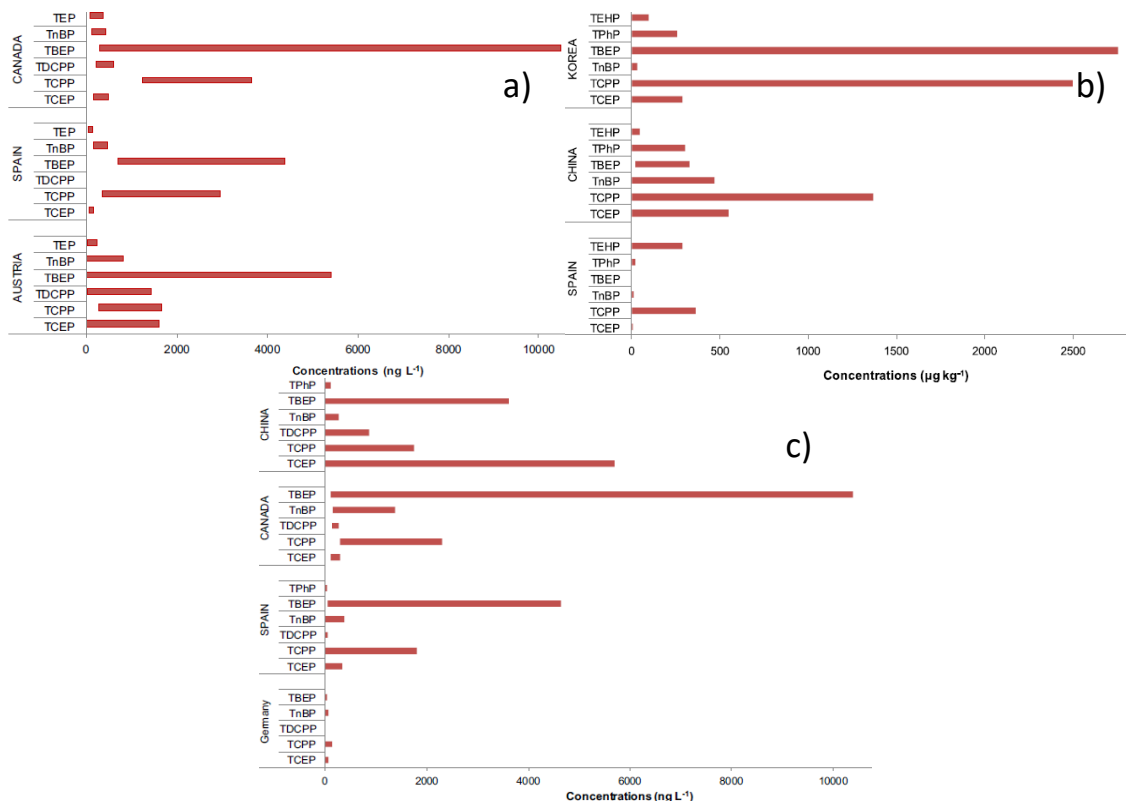 a)
CANADA
TEP
TnBP
TBEP
TDCPP
TCPP
TCEP
SPAIN
TEP
TnBP
TBEP
TDCPP
TCPP
TCEP
AUSTRIA
TEP
TnBP
TBEP
TDCPP
TCPP
TCEP
0 2000 4000 6000 8000 10000
Concentrations (ng L⁻¹)
b)
KOREA
TEHP
TPhP
TBEP
TnBP
TCPP
TCEP
CHINA
TEHP
TPhP
TBEP
TnBP
TCPP
TCEP
SPAIN
TEHP
TPhP
TBEP
TnBP
TCPP
TCEP
0 500 1000 1500 2000 2500
Concentrations (µg kg⁻¹)
c)
CHINA
TPhP
TBEP
TnBP
TDCPP
TCPP
TCEP
CANADA
TBEP
TnBP
TDCPP
TCPP
TCEP
SPAIN
TPhP
TBEP
TnBP
TDCPP
TCPP
TCEP
Germany
TBEP
TnBP
TDCPP
TCPP
TCEP
0 2000 4000 6000 8000 10000
Concentrations (ng L⁻¹)